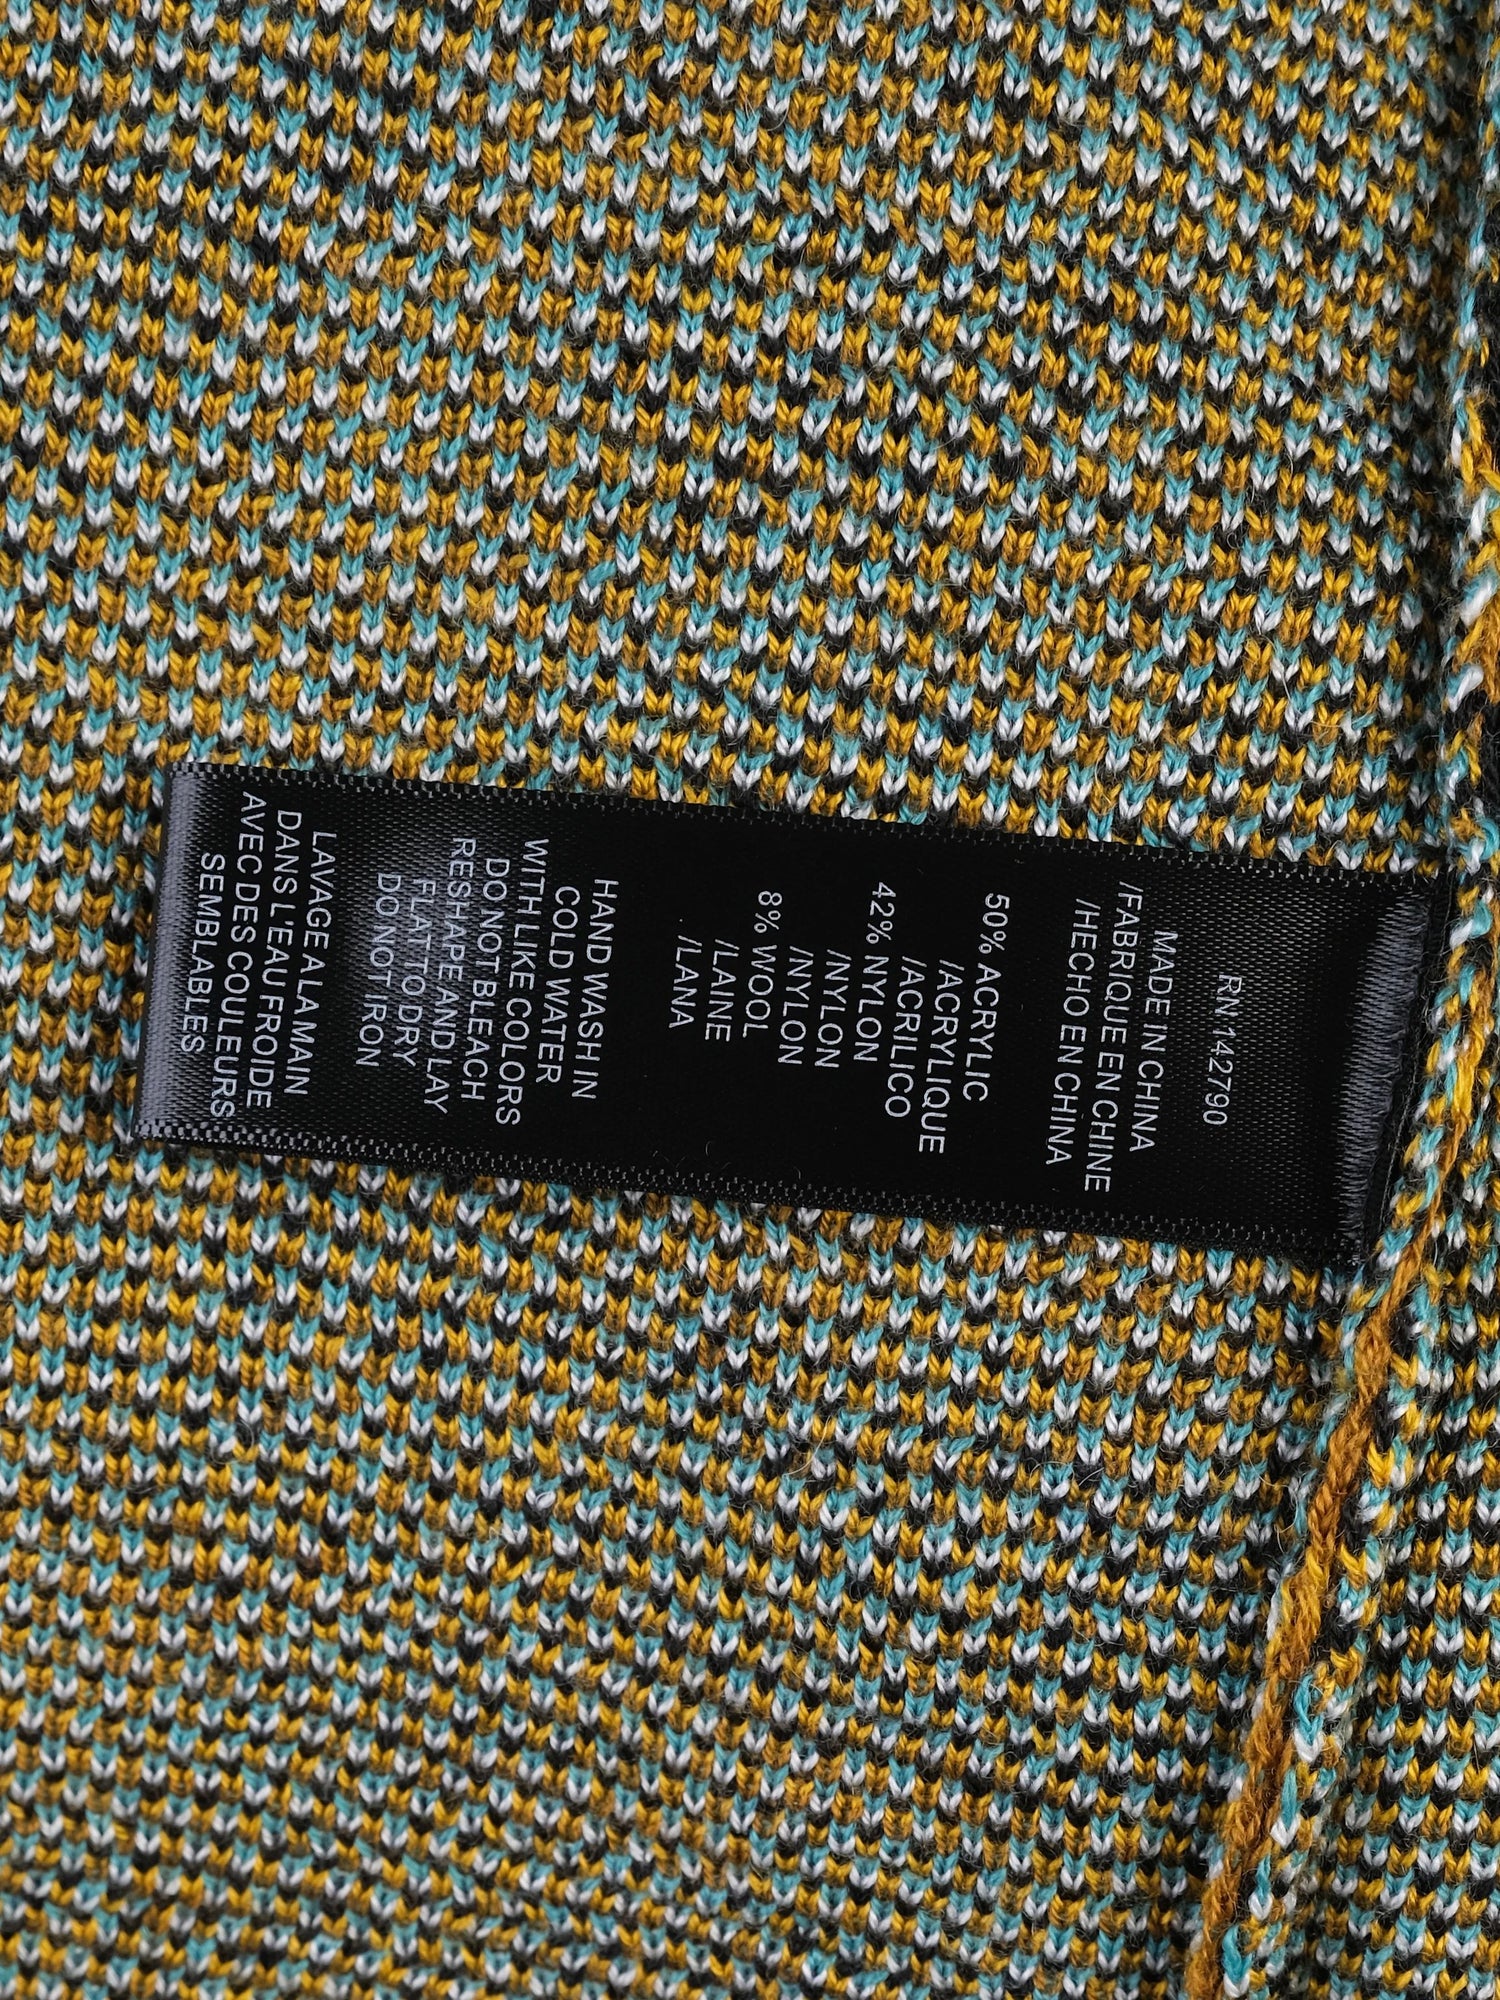 RN 142790
MADE IN CHINA
/FABRIQUE EN CHINE
/HECHO EN CHINA
50% ACRYLIC
/ACRYLIQUE
/ACRILICO
42% NYLON
/NYLON
/NYLON
8% WOOL
/LAINE
/LANA
HAND WASH IN
COLD WATER
WITH LIKE COLORS
DO NOT BLEACH
RESHAPE AND LAY
FLAT TO DRY
DO NOT IRON
LAVAGE A LA MAIN
DANS L'EAU FROIDE
AVEC DES COULEURS
SEMBLABLES